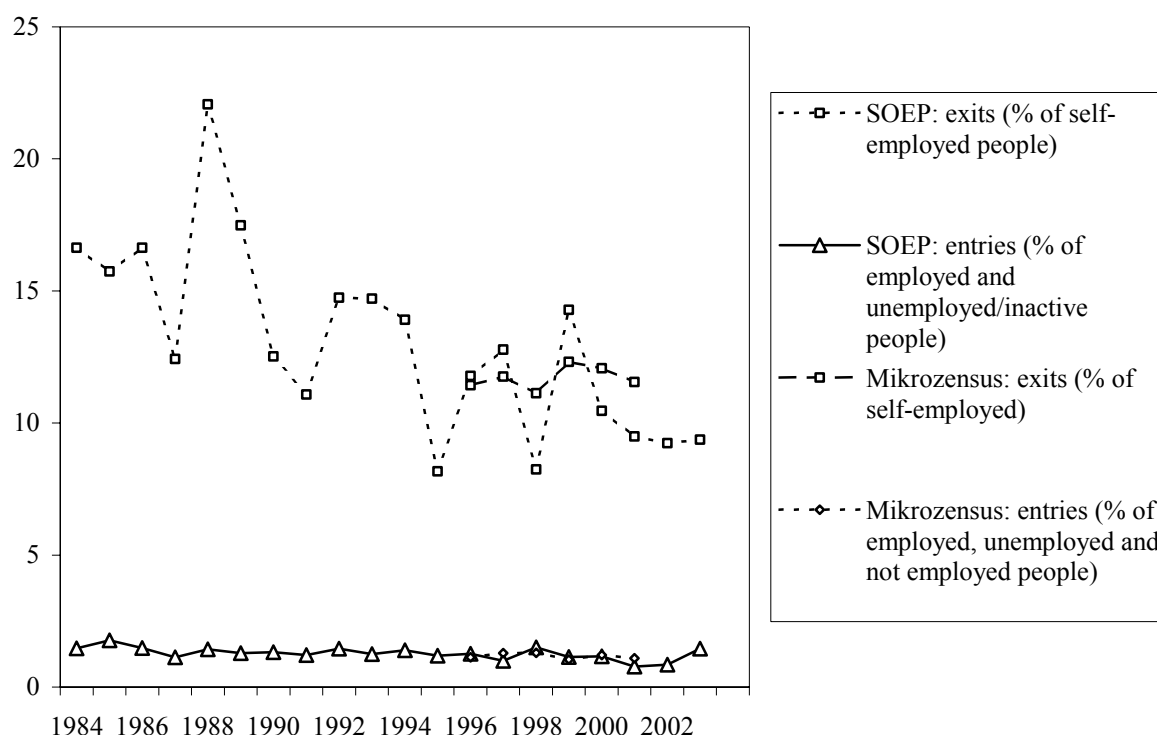 25
20
15
10
5
0
1984 1986 1988 1990 1992 1994 1996 1998 2000 2002
SOEP: exits (% of self-
employed people)
SOEP: entries (% of
employed and
unemployed/inactive
people)
Mikrozensus: exits (% of
self-employed)
Mikrozensus: entries (% of
employed, unemployed and
not employed people)